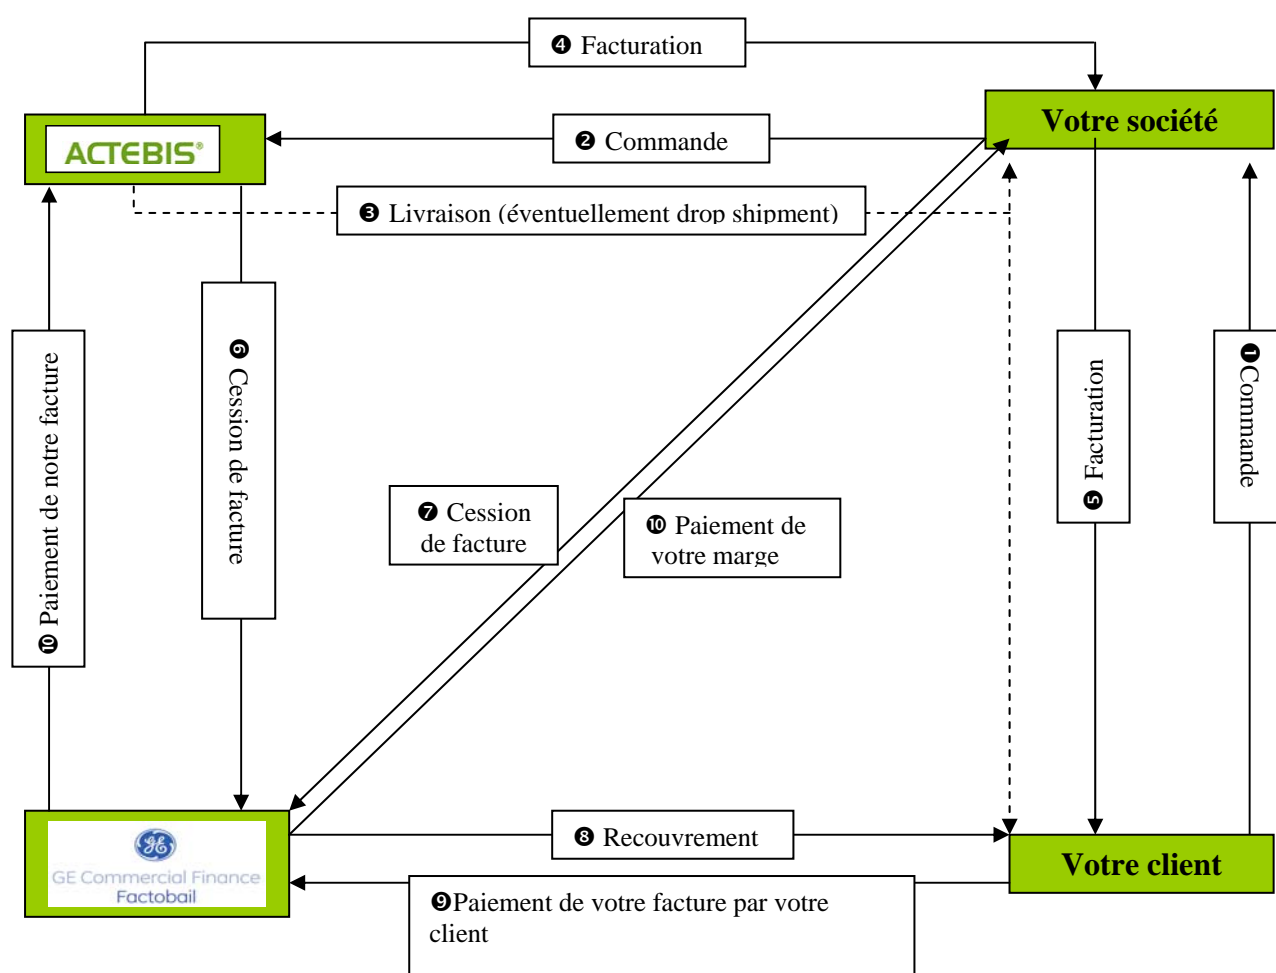 ❹ Facturation
Votre société
ACTEBIS®
❷ Commande
❸ Livraison (éventuellement drop shipment)
❿ Paiement de notre facture
❻ Cession de facture
❺ Facturation
❶Commande
❼ Cession
de facture
❿ Paiement de
votre marge
GE
GE Commercial Finance
Factobail
❽ Recouvrement
Votre client
❾Paiement de votre facture par votre
client